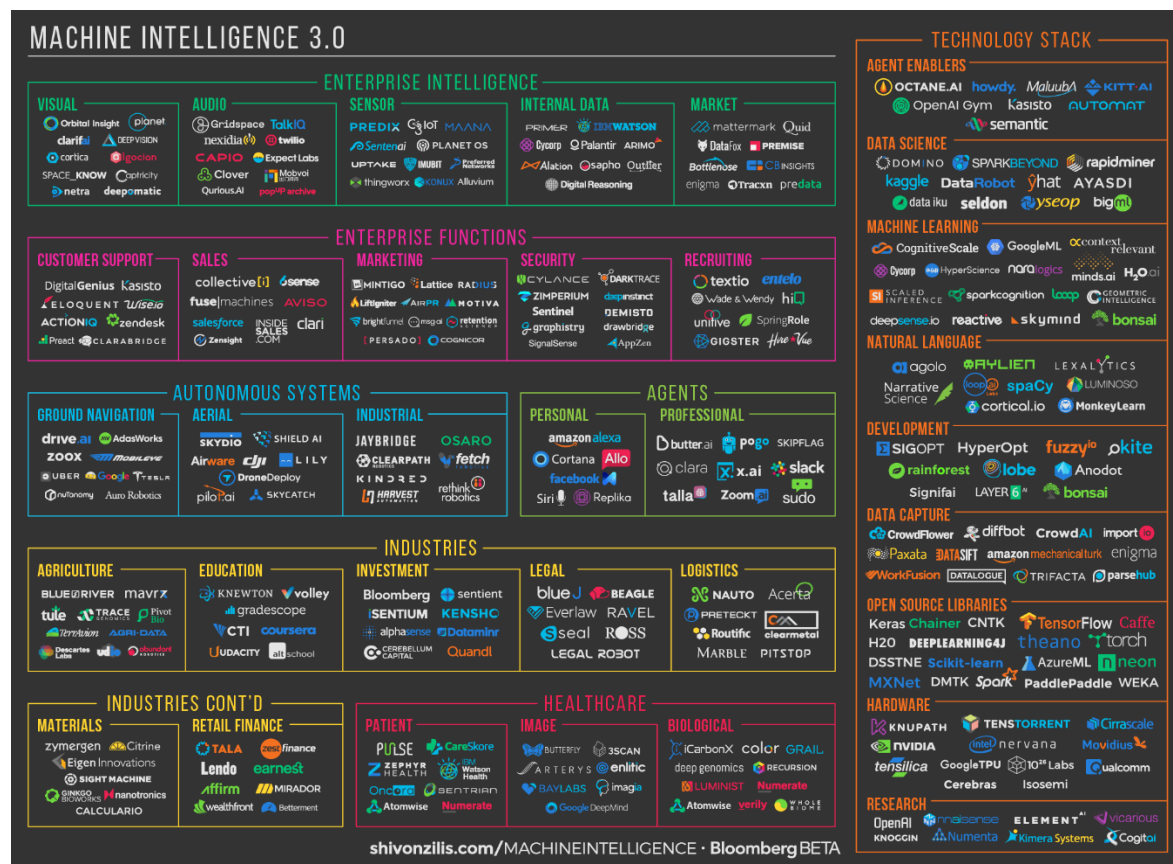 MACHINE INTELLIGENCE 3.0
ENTERPRISE INTELLIGENCE
VISUAL
Orbital Insight planet
clarifai DEEPVISION
cortica algocion
SPACE_KNOW Captricity
netra deepomatic
AUDIO
Gridspace TalkIQ
nexidia twilio
CAPIO Expect Labs
Clover Mobvoi
Qurious.AI popup archive
SENSOR
PREDIX C3 IoT MAANA
Sentenai PLANET OS
UPTAKE IMUBIT Preferred Networks
thingworx KONUX Alluvium
INTERNAL DATA
PRIMER IBM WATSON
Cycorp Palantir ARIMO
Alation sapho Outlier
Digital Reasoning
MARKET
mattermark Quid
DataFox PREMISE
Bottlenose CBINSIGHTS
enigma Tracxn predata
ENTERPRISE FUNCTIONS
CUSTOMER SUPPORT
DigitalGenius Kasisto
ELOQUENT Wise.io
ACTIONIQ zendesk
Preact CLARABRIDGE
SALES
collective[i] 6sense
fuse|machines AVISO
salesforce INSIDE SALES .COM clari
Zensight
MARKETING
MINTIGO Lattice RADIUS
LiftIgniter AIRPR MOTIVA
brightfunnel msg.ai retention SCIENCE
[PERSADO] COGNICOR
SECURITY
CYLANCE DARKTRACE
ZIMPERIUM deepinstinct
Sentinel DEMISTO
graphistry drawbridge
SignalSense AppZen
RECRUITING
textio entelo
Wade & Wendy hiQ
unitive SpringRole
GIGSTER HireVue
AUTONOMOUS SYSTEMS
GROUND NAVIGATION
drive.ai AdasWorks
ZOOX MOBILEYE
UBER Google TESLA
nuTonomy Auro Robotics
AERIAL
SKYDIO SHIELD AI
Airware dji LILY
DroneDeploy
pilot.ai SKYCATCH
INDUSTRIAL
JAYBRIDGE ROBOTICS OSARO
CLEARPATH ROBOTICS fetch ROBOTICS
KINDRED
HARVEST AUTOMATION rethink robotics
AGENTS
PERSONAL
amazon alexa
Cortana Allo
facebook
Siri Replika
PROFESSIONAL
butter.ai pogo SKIPFLAG
clara x.ai slack
talla Zoom.ai sudo
INDUSTRIES
AGRICULTURE
BLUE RIVER mavrx
tule TRACE GENOMICS Pivot Bio
TerrAvion AGRI-DATA
Descartes Labs udio abundant ROBOTICS
EDUCATION
KNEWTON volley
gradescope
CTI coursera
UDACITY alt school
INVESTMENT
Bloomberg sentient
iSENTIUM KENSHO
alphasense Dataminr
CEREBELLUM CAPITAL Quandl
LEGAL
blue J BEAGLE
Everlaw RAVEL
seal ROSS
LEGAL ROBOT
LOGISTICS
NAUTO Acerta
PRETECKT
Routific clearmetal
MARBLE PITSTOP
INDUSTRIES CONT'D
MATERIALS
zymergen Citrine
Eigen Innovations
SIGHT MACHINE
GINKGO BIOWORKS nanotronics
CALCULARIO
RETAIL FINANCE
TALA zest finance
Lendo earnest
affirm MIRADOR
wealthfront Betterment
HEALTHCARE
PATIENT
PULSE CareSkore
ZEPHYR HEALTH IBM Watson Health
Oncora SENTRIAN
Atomwise Numerate
IMAGE
BUTTERFLY 3SCAN
ARTERYS enlitic
BAYLABS imagia
Google DeepMind
BIOLOGICAL
iCarbonX color GRAIL
deep genomics RECURSION
LUMINIST Numerate
Atomwise verily WHOLE BIOME
TECHNOLOGY STACK
AGENT ENABLERS
OCTANE.AI howdy. Maluuba KITT·AI
OpenAI Gym Kasisto AUTOMAT
semantic
DATA SCIENCE
DOMINO SPARKBEYOND rapidminer
kaggle DataRobot ŷhat AYASDI
data iku seldon yseop bigml
MACHINE LEARNING
CognitiveScale GoogleML context relevant
Cycorp HyperScience nara logics minds.ai H2O.ai
SCALED INFERENCE sparkcognition loop GEOMETRIC INTELLIGENCE
deepsense.io reactive skymind bonsai
NATURAL LANGUAGE
agolo AYLIEN LEXALYTICS
Narrative Science loop ai Labs spaCy LUMINOSO
cortical.io MonkeyLearn
DEVELOPMENT
SIGOPT HyperOpt fuzzy.io kite
rainforest lobe Anodot
Signifai LAYER 6 AI bonsai
DATA CAPTURE
CrowdFlower diffbot CrowdAI import io
Paxata DATASIFT amazon mechanical turk enigma
WorkFusion DATALOGUE TRIFACTA parsehub
OPEN SOURCE LIBRARIES
Keras Chainer CNTK TensorFlow Caffe
H2O DEEPLEARNING4J theano torch
DSSTNE Scikit-learn AzureML neon
MXNet DMTK Spark PaddlePaddle WEKA
HARDWARE
KNUPATH TENSTORRENT Cirrascale
NVIDIA intel nervana Movidius
tensilica GoogleTPU 10²⁶ Labs Qualcomm
Cerebras Isosemi
RESEARCH
OpenAI nnaisense ELEMENT AI vicarious
KNOGGIN Numenta Kimera Systems Cogitai
shivonzilis.com/MACHINEINTELLIGENCE · Bloomberg BETA